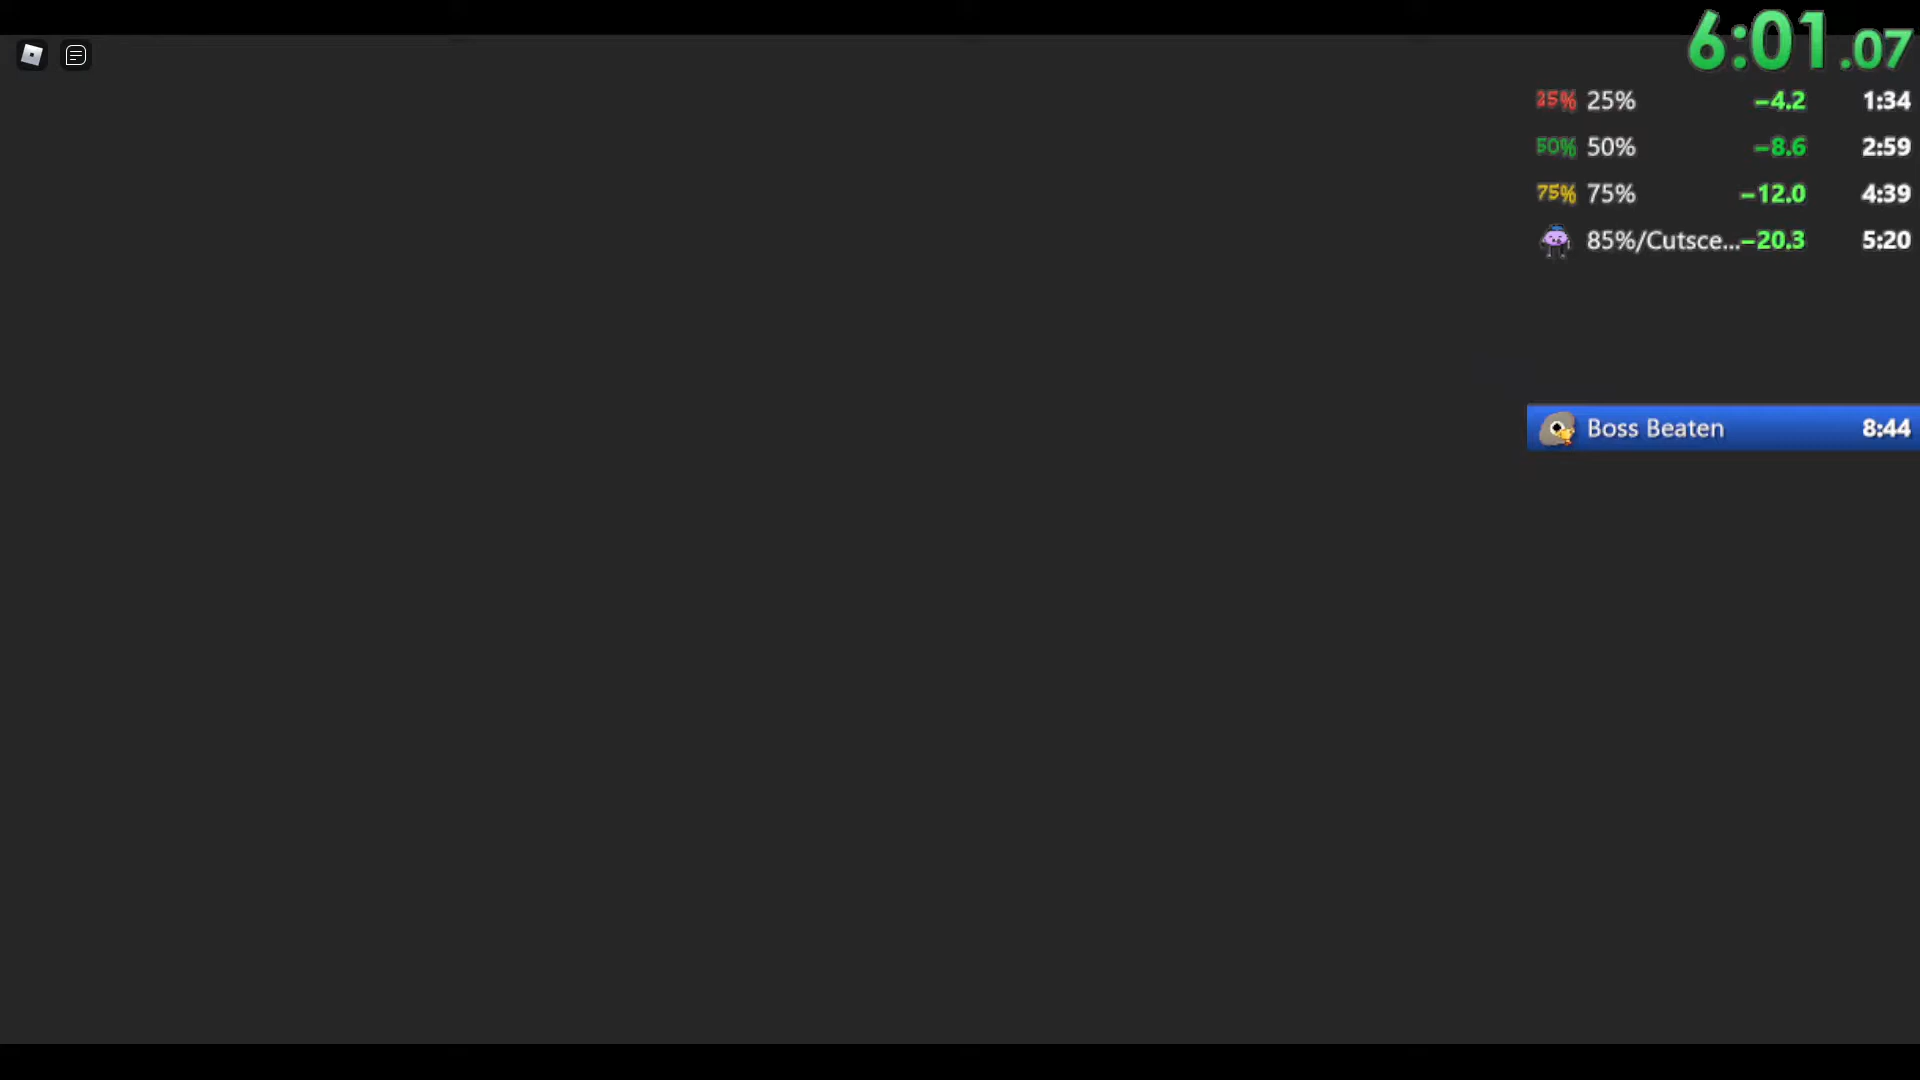 6:01.07
25% 25% −4.2 1:34
50% 50% −8.6 2:59
75% 75% −12.0 4:39
85%/Cutsce... −20.3 5:20
Boss Beaten 8:44